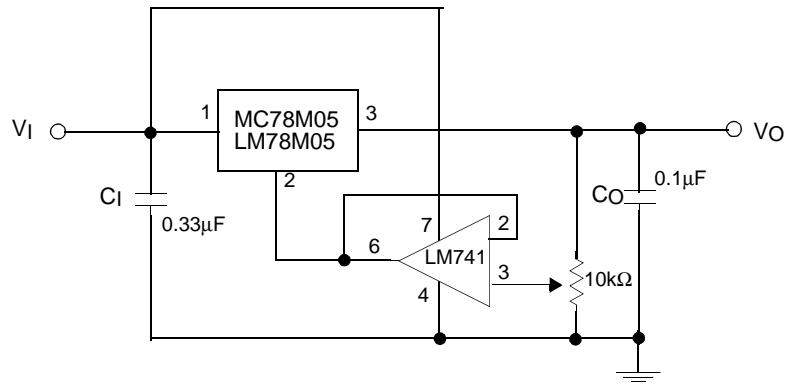 VI
1
MC78M05
LM78M05
3
VO
2
CI
0.33μF
7
2
6
LM741
3
4
10kΩ
CO
0.1μF